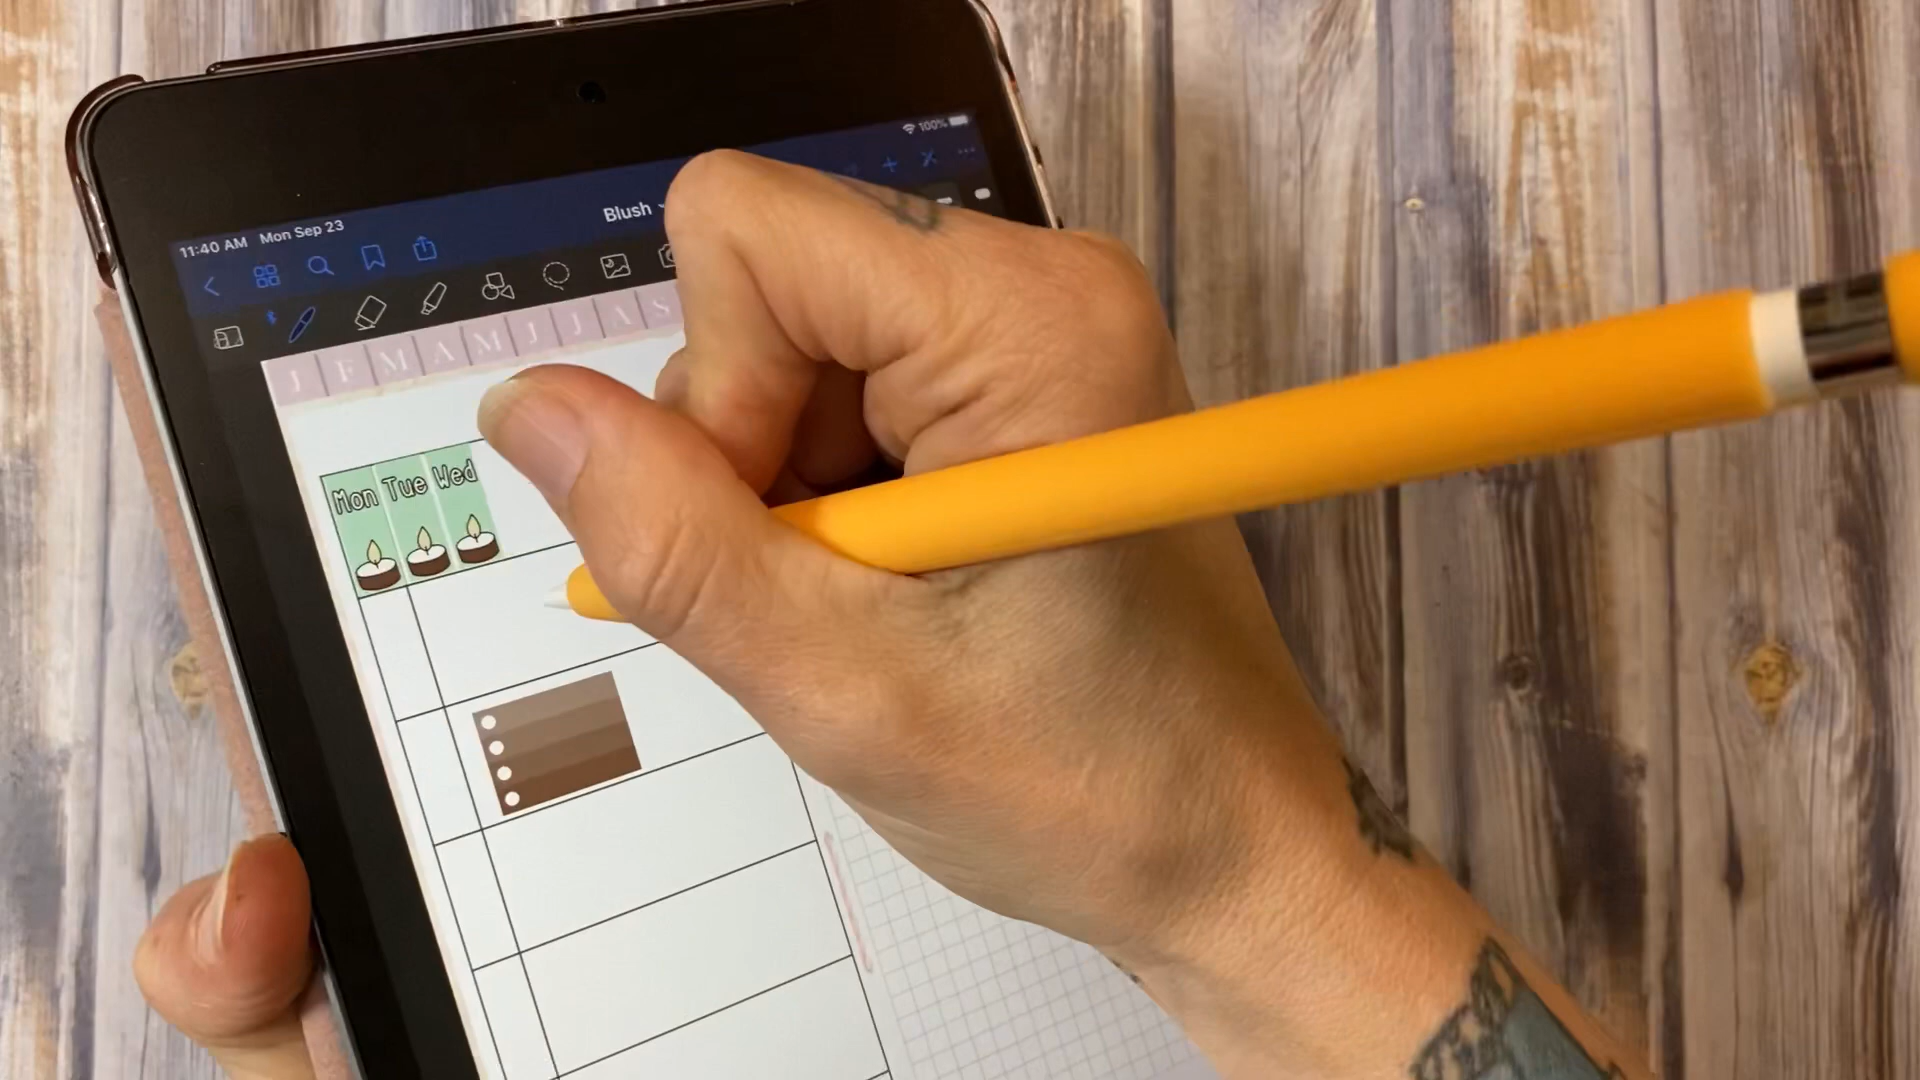 100%
11:40 AM Mon Sep 23
Blush
J F M A M J J A S
Mon Tue Wed